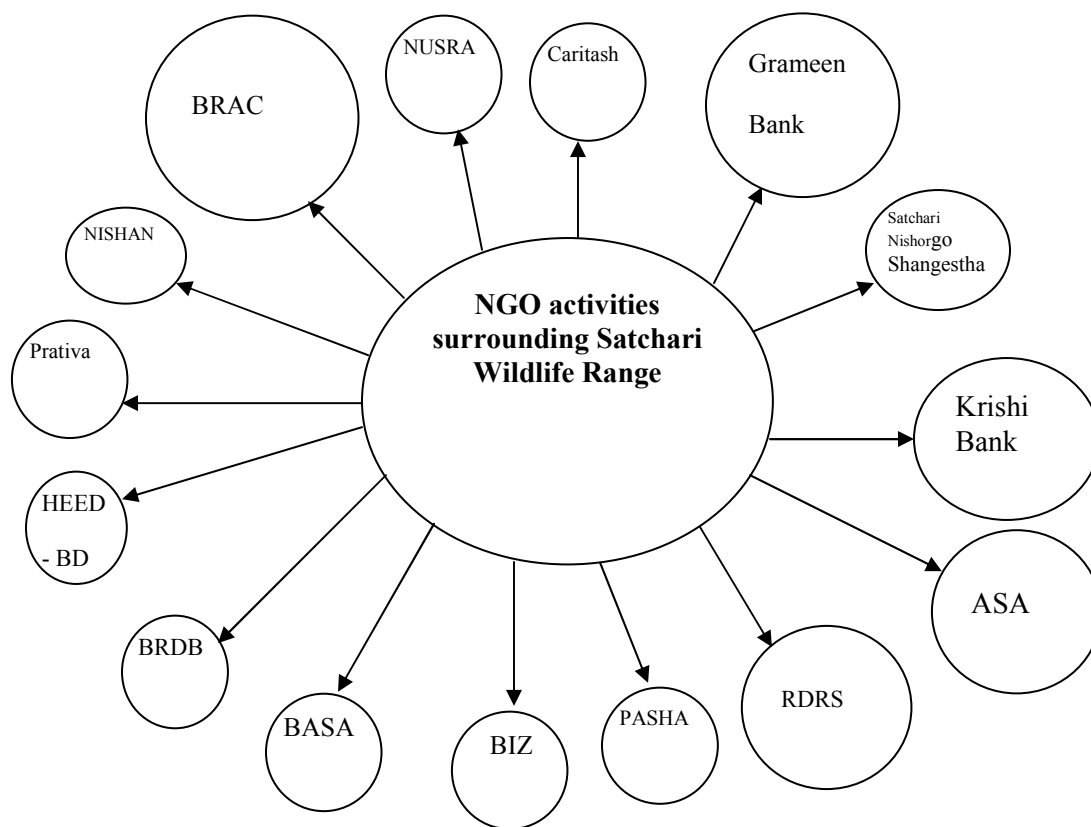 NUSRA
Caritash
Grameen
Bank
BRAC
Satchari
Nishorgo
Shangestha
NISHAN
NGO activities
surrounding Satchari
Wildlife Range
Prativa
Krishi
Bank
HEED
- BD
ASA
BRDB
RDRS
BASA
BIZ
PASHA